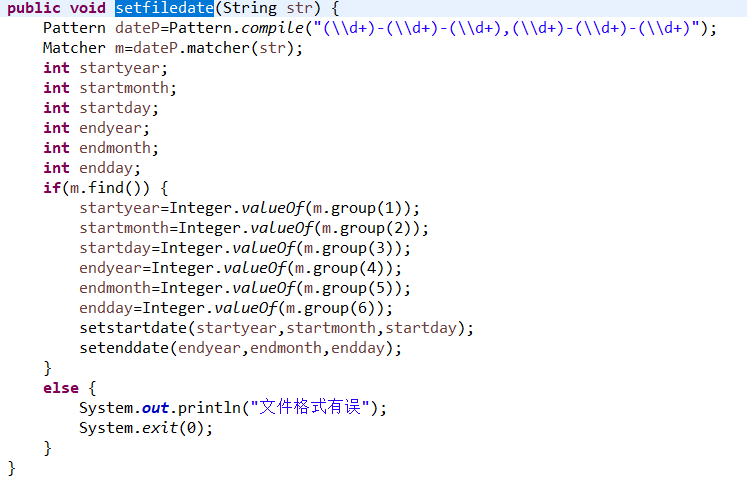 public void setfiledate(String str) {
    Pattern dateP=Pattern.compile("(\\d+)-(\\d+)-(\\d+),(\\d+)-(\\d+)-(\\d+)");
    Matcher m=dateP.matcher(str);
    int startyear;
    int startmonth;
    int startday;
    int endyear;
    int endmonth;
    int endday;
    if(m.find()) {
        startyear=Integer.valueOf(m.group(1));
        startmonth=Integer.valueOf(m.group(2));
        startday=Integer.valueOf(m.group(3));
        endyear=Integer.valueOf(m.group(4));
        endmonth=Integer.valueOf(m.group(5));
        endday=Integer.valueOf(m.group(6));
        setstartdate(startyear,startmonth,startday);
        setenddate(endyear,endmonth,endday);
    }
    else {
        System.out.println("文件格式有误");
        System.exit(0);
    }
}